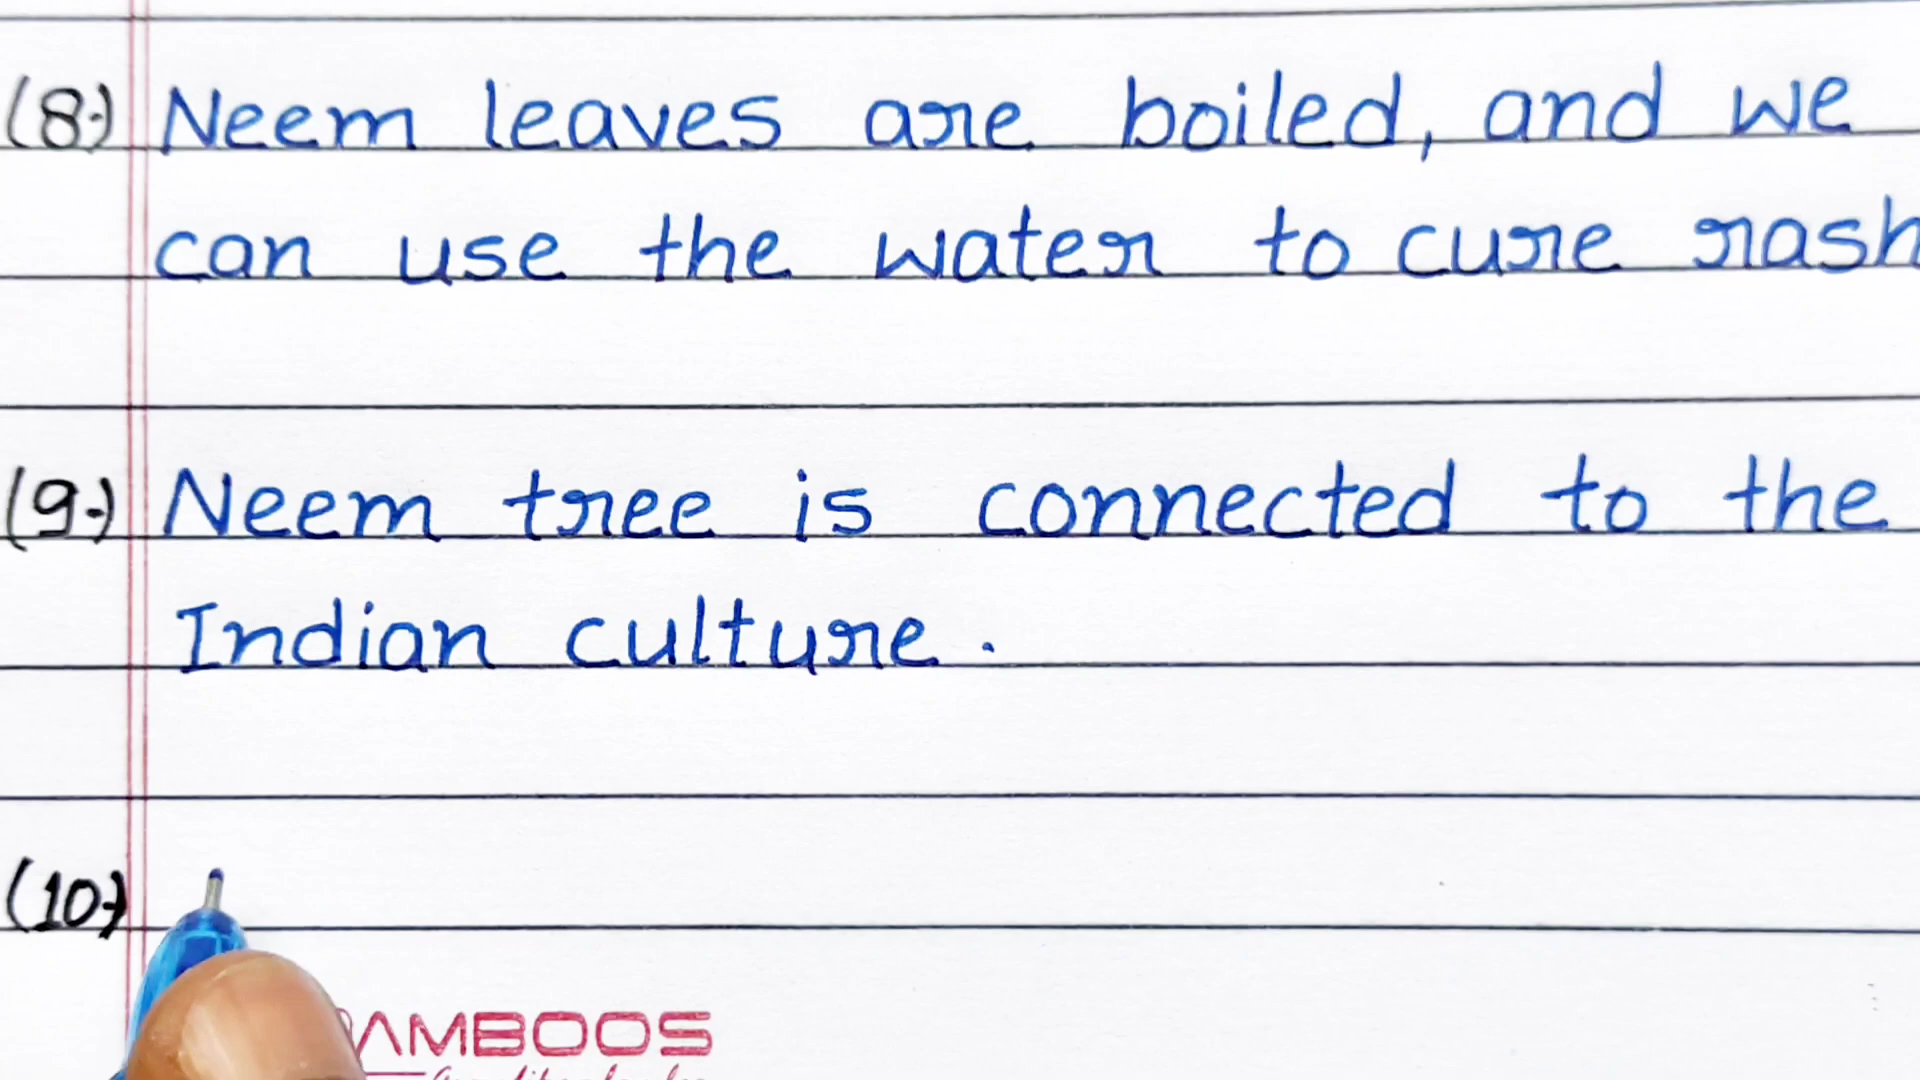 (8.) Neem leaves are boiled, and we
can use the water to cure rash
(9.) Neem tree is connected to the
Indian culture.
(10.)
AMBOOS